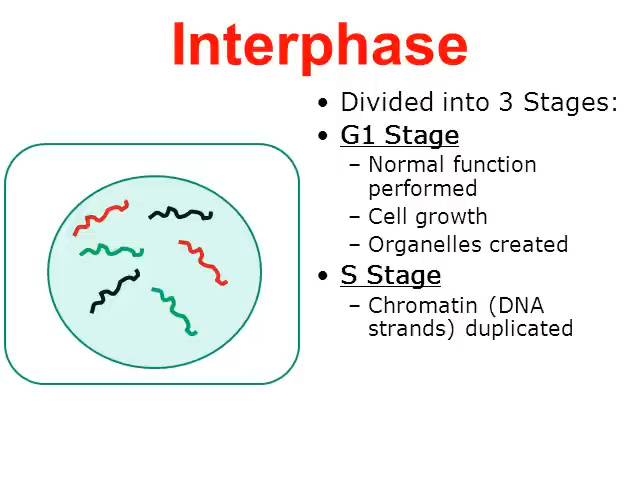 Interphase
• Divided into 3 Stages:
• G1 Stage
– Normal function
performed
– Cell growth
– Organelles created
• S Stage
– Chromatin (DNA
strands) duplicated